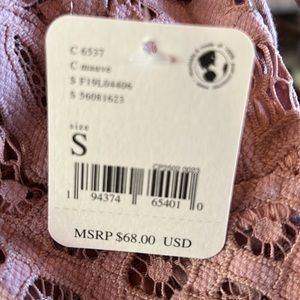 C 6537
C mauve
S F19L04406
S 56081623
size
S
1 94374 65401 0
MSRP $68.00 USD